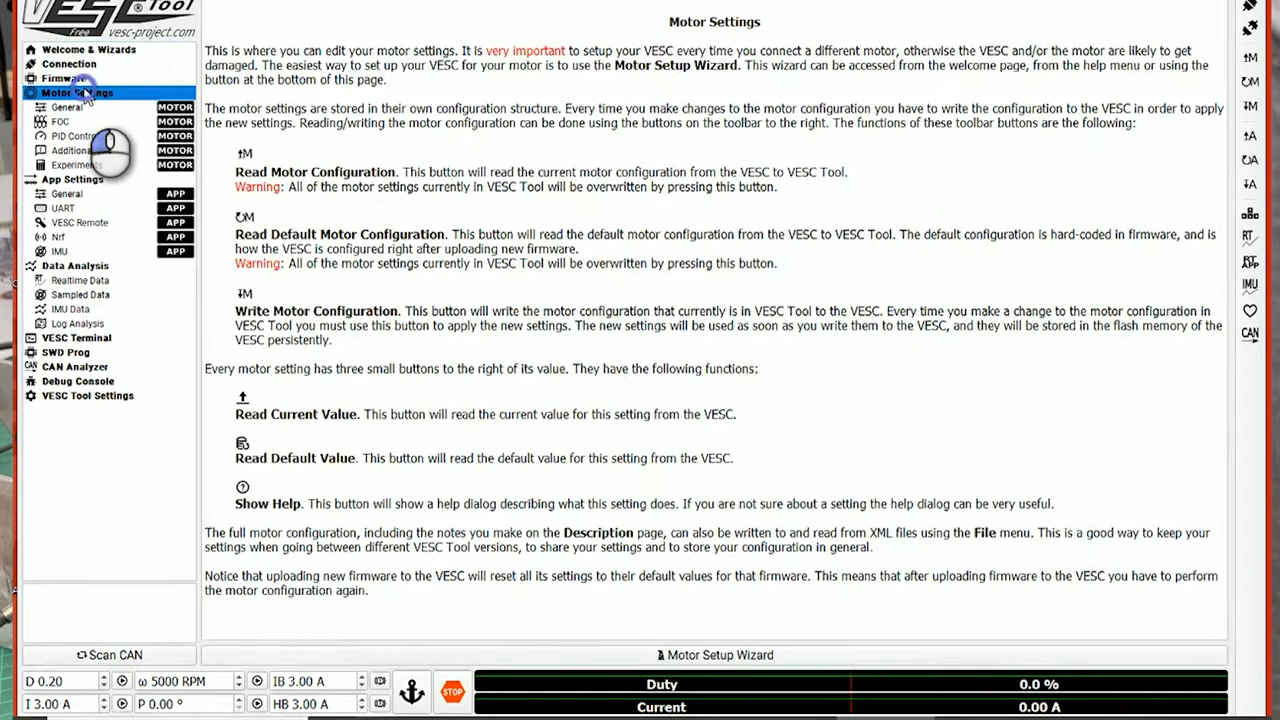 VESC® Tool
Free vesc-project.com
Welcome & Wizards
Connection
Firmware
Motor Settings
General MOTOR
FOC MOTOR
PID Contr MOTOR
Additiona MOTOR
Experiments MOTOR
App Settings
General APP
UART APP
VESC Remote APP
Nrf APP
IMU APP
Data Analysis
Realtime Data
Sampled Data
IMU Data
Log Analysis
VESC Terminal
SWD Prog
CAN Analyzer
Debug Console
VESC Tool Settings
Scan CAN
Motor Settings
This is where you can edit your motor settings. It is very important to setup your VESC every time you connect a different motor, otherwise the VESC and/or the motor are likely to get
damaged. The easiest way to set up your VESC for your motor is to use the Motor Setup Wizard. This wizard can be accessed from the welcome page, from the help menu or using the
button at the bottom of this page.
The motor settings are stored in their own configuration structure. Every time you make changes to the motor configuration you have to write the configuration to the VESC in order to apply
the new settings. Reading/writing the motor configuration can be done using the buttons on the toolbar to the right. The functions of these toolbar buttons are the following:
↑M
Read Motor Configuration. This button will read the current motor configuration from the VESC to VESC Tool.
Warning: All of the motor settings currently in VESC Tool will be overwritten by pressing this button.
↻M
Read Default Motor Configuration. This button will read the default motor configuration from the VESC to VESC Tool. The default configuration is hard-coded in firmware, and is
how the VESC is configured right after uploading new firmware.
Warning: All of the motor settings currently in VESC Tool will be overwritten by pressing this button.
↓M
Write Motor Configuration. This button will write the motor configuration that currently is in VESC Tool to the VESC. Every time you make a change to the motor configuration in
VESC Tool you must use this button to apply the new settings. The new settings will be used as soon as you write them to the VESC, and they will be stored in the flash memory of the
VESC persistently.
Every motor setting has three small buttons to the right of its value. They have the following functions:
Read Current Value. This button will read the current value for this setting from the VESC.
Read Default Value. This button will read the default value for this setting from the VESC.
Show Help. This button will show a help dialog describing what this setting does. If you are not sure about a setting the help dialog can be very useful.
The full motor configuration, including the notes you make on the Description page, can also be written to and read from XML files using the File menu. This is a good way to keep your
settings when going between different VESC Tool versions, to share your settings and to store your configuration in general.
Notice that uploading new firmware to the VESC will reset all its settings to their default values for that firmware. This means that after uploading firmware to the VESC you have to perform
the motor configuration again.
Motor Setup Wizard
↑M
↻M
↓M
↑A
↻A
↓A
RT
RT
APP
IMU
CAN
D 0.20 ω 5000 RPM IB 3.00 A
I 3.00 A P 0.00 ° HB 3.00 A
STOP
Duty 0.0 %
Current 0.00 A